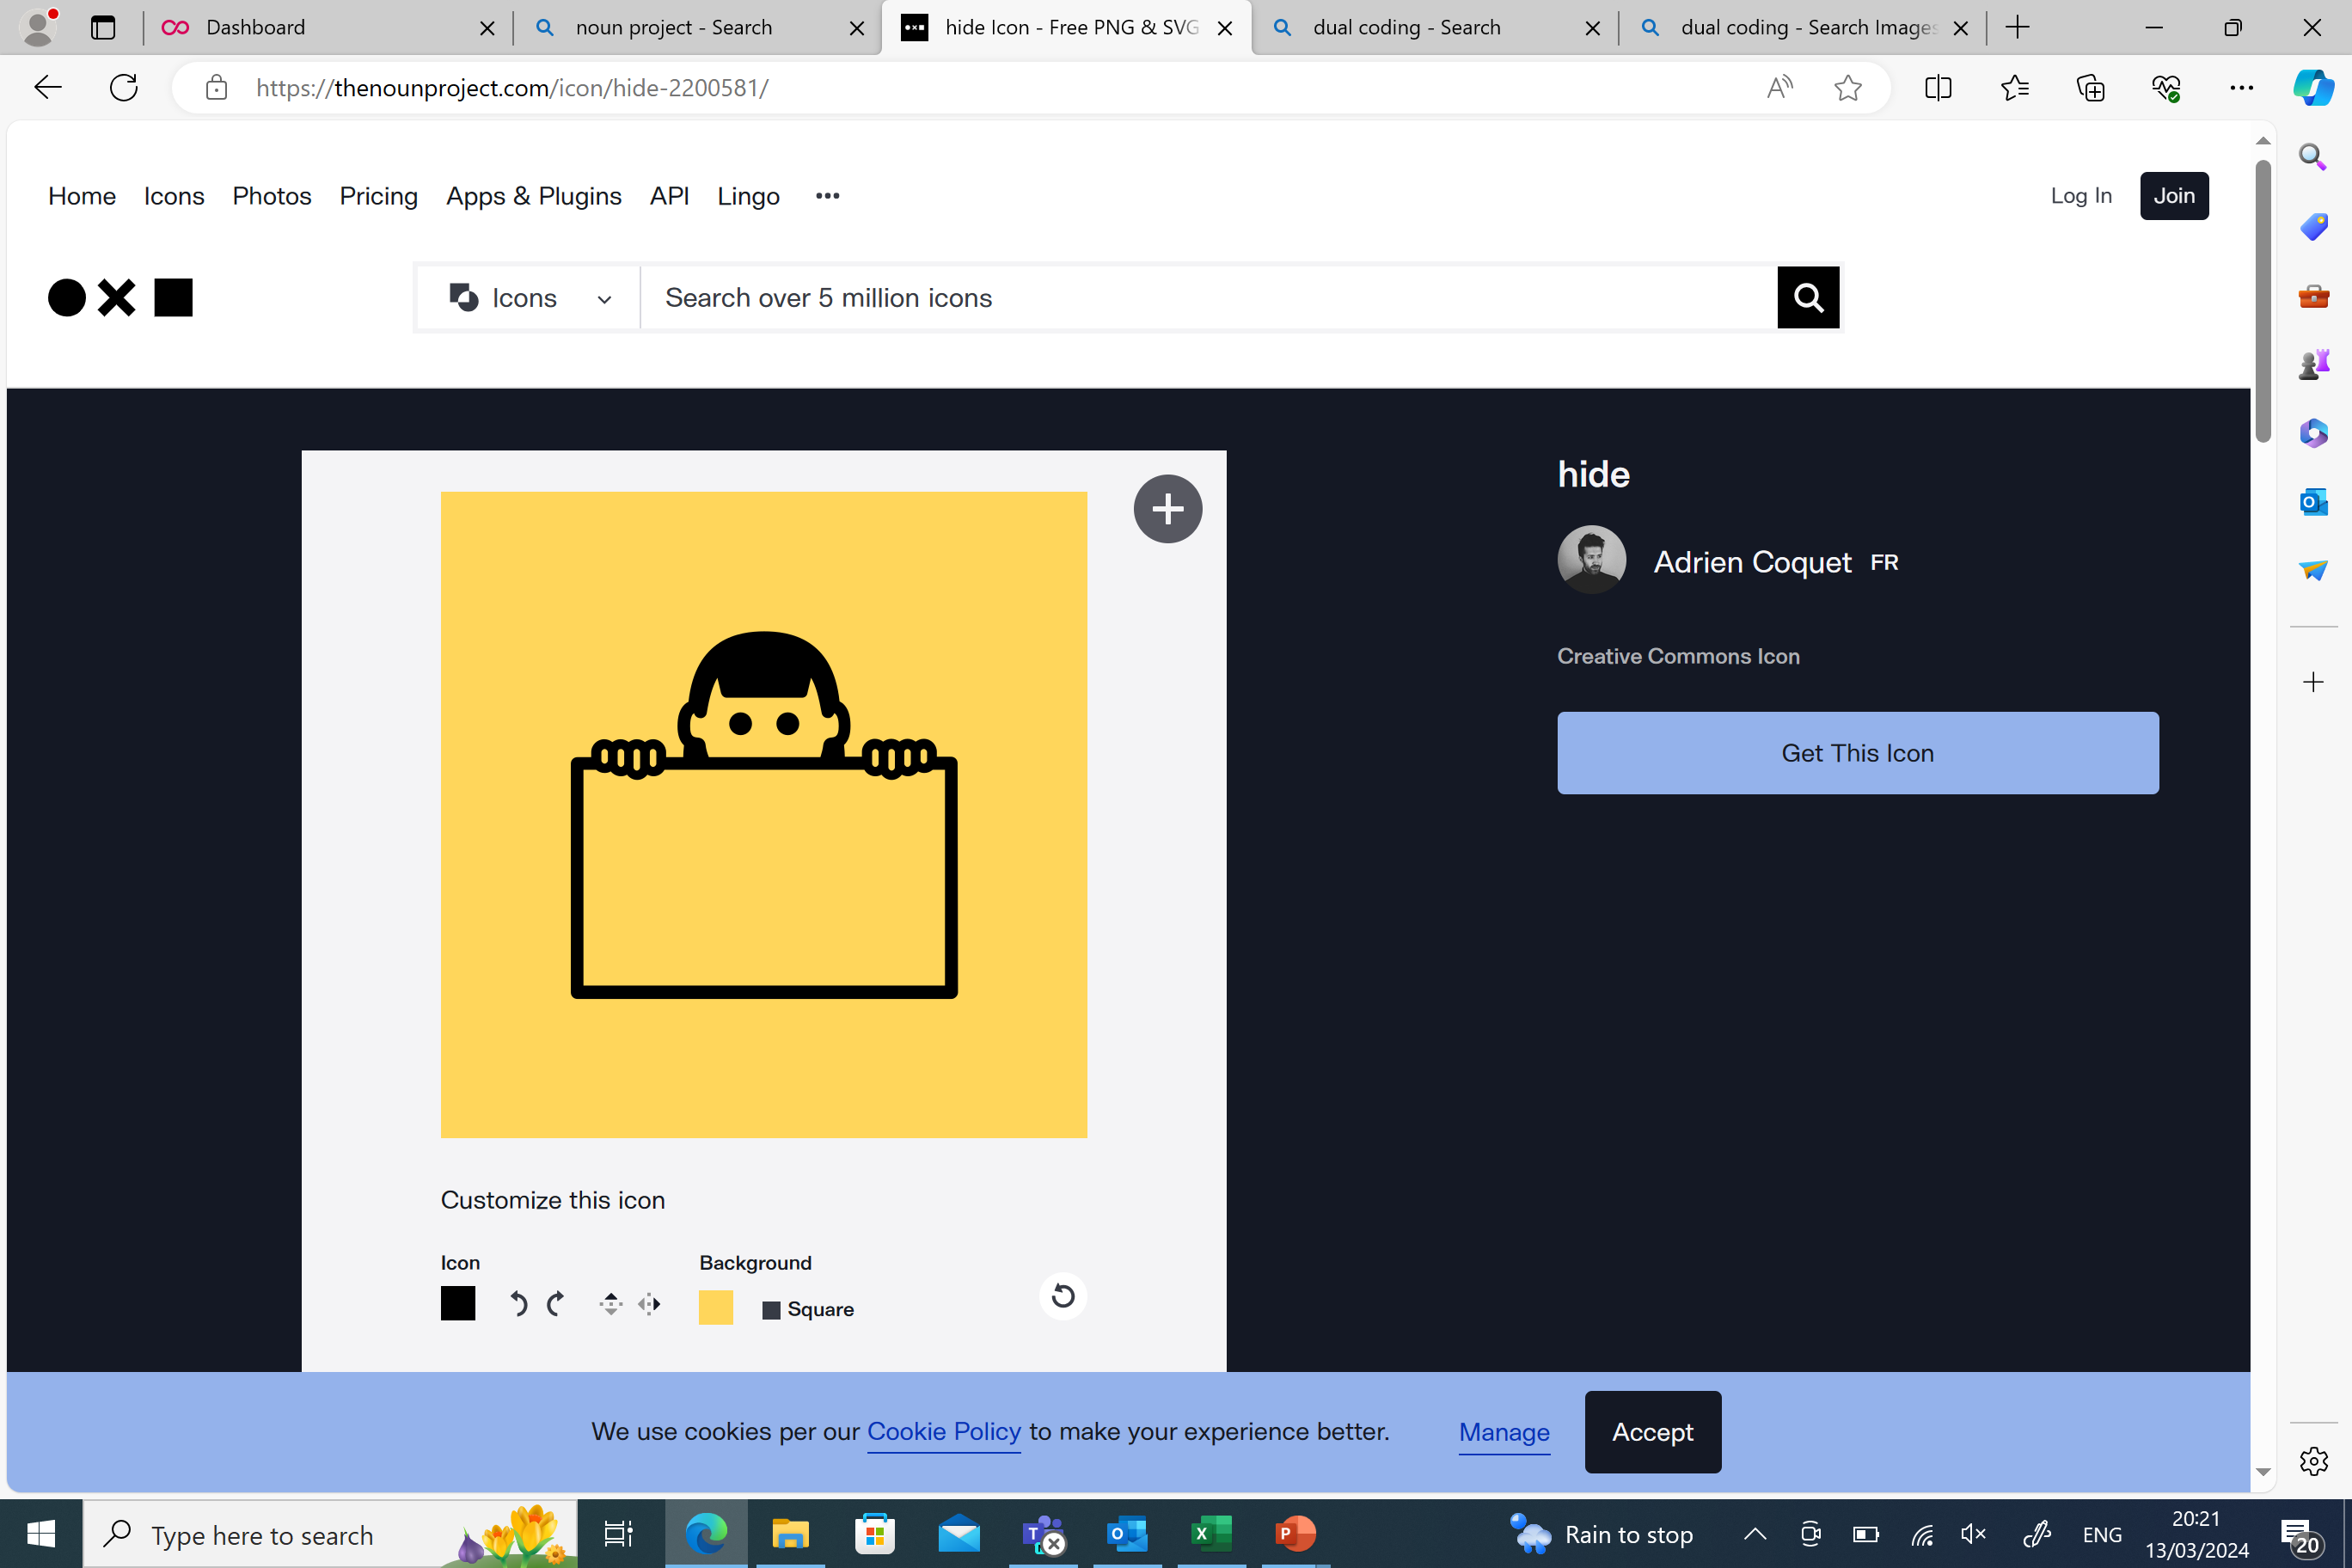 Dashboard
noun project - Search
hide Icon - Free PNG & SVG
dual coding - Search
dual coding - Search Images
https://thenounproject.com/icon/hide-2200581/
Home Icons Photos Pricing Apps & Plugins API Lingo •••
Log In Join
Icons Search over 5 million icons
hide
Adrien Coquet FR
Creative Commons Icon
Get This Icon
Customize this icon
Icon Background
Square
We use cookies per our Cookie Policy to make your experience better. Manage Accept
Type here to search
Rain to stop
ENG
20:21
13/03/2024
20